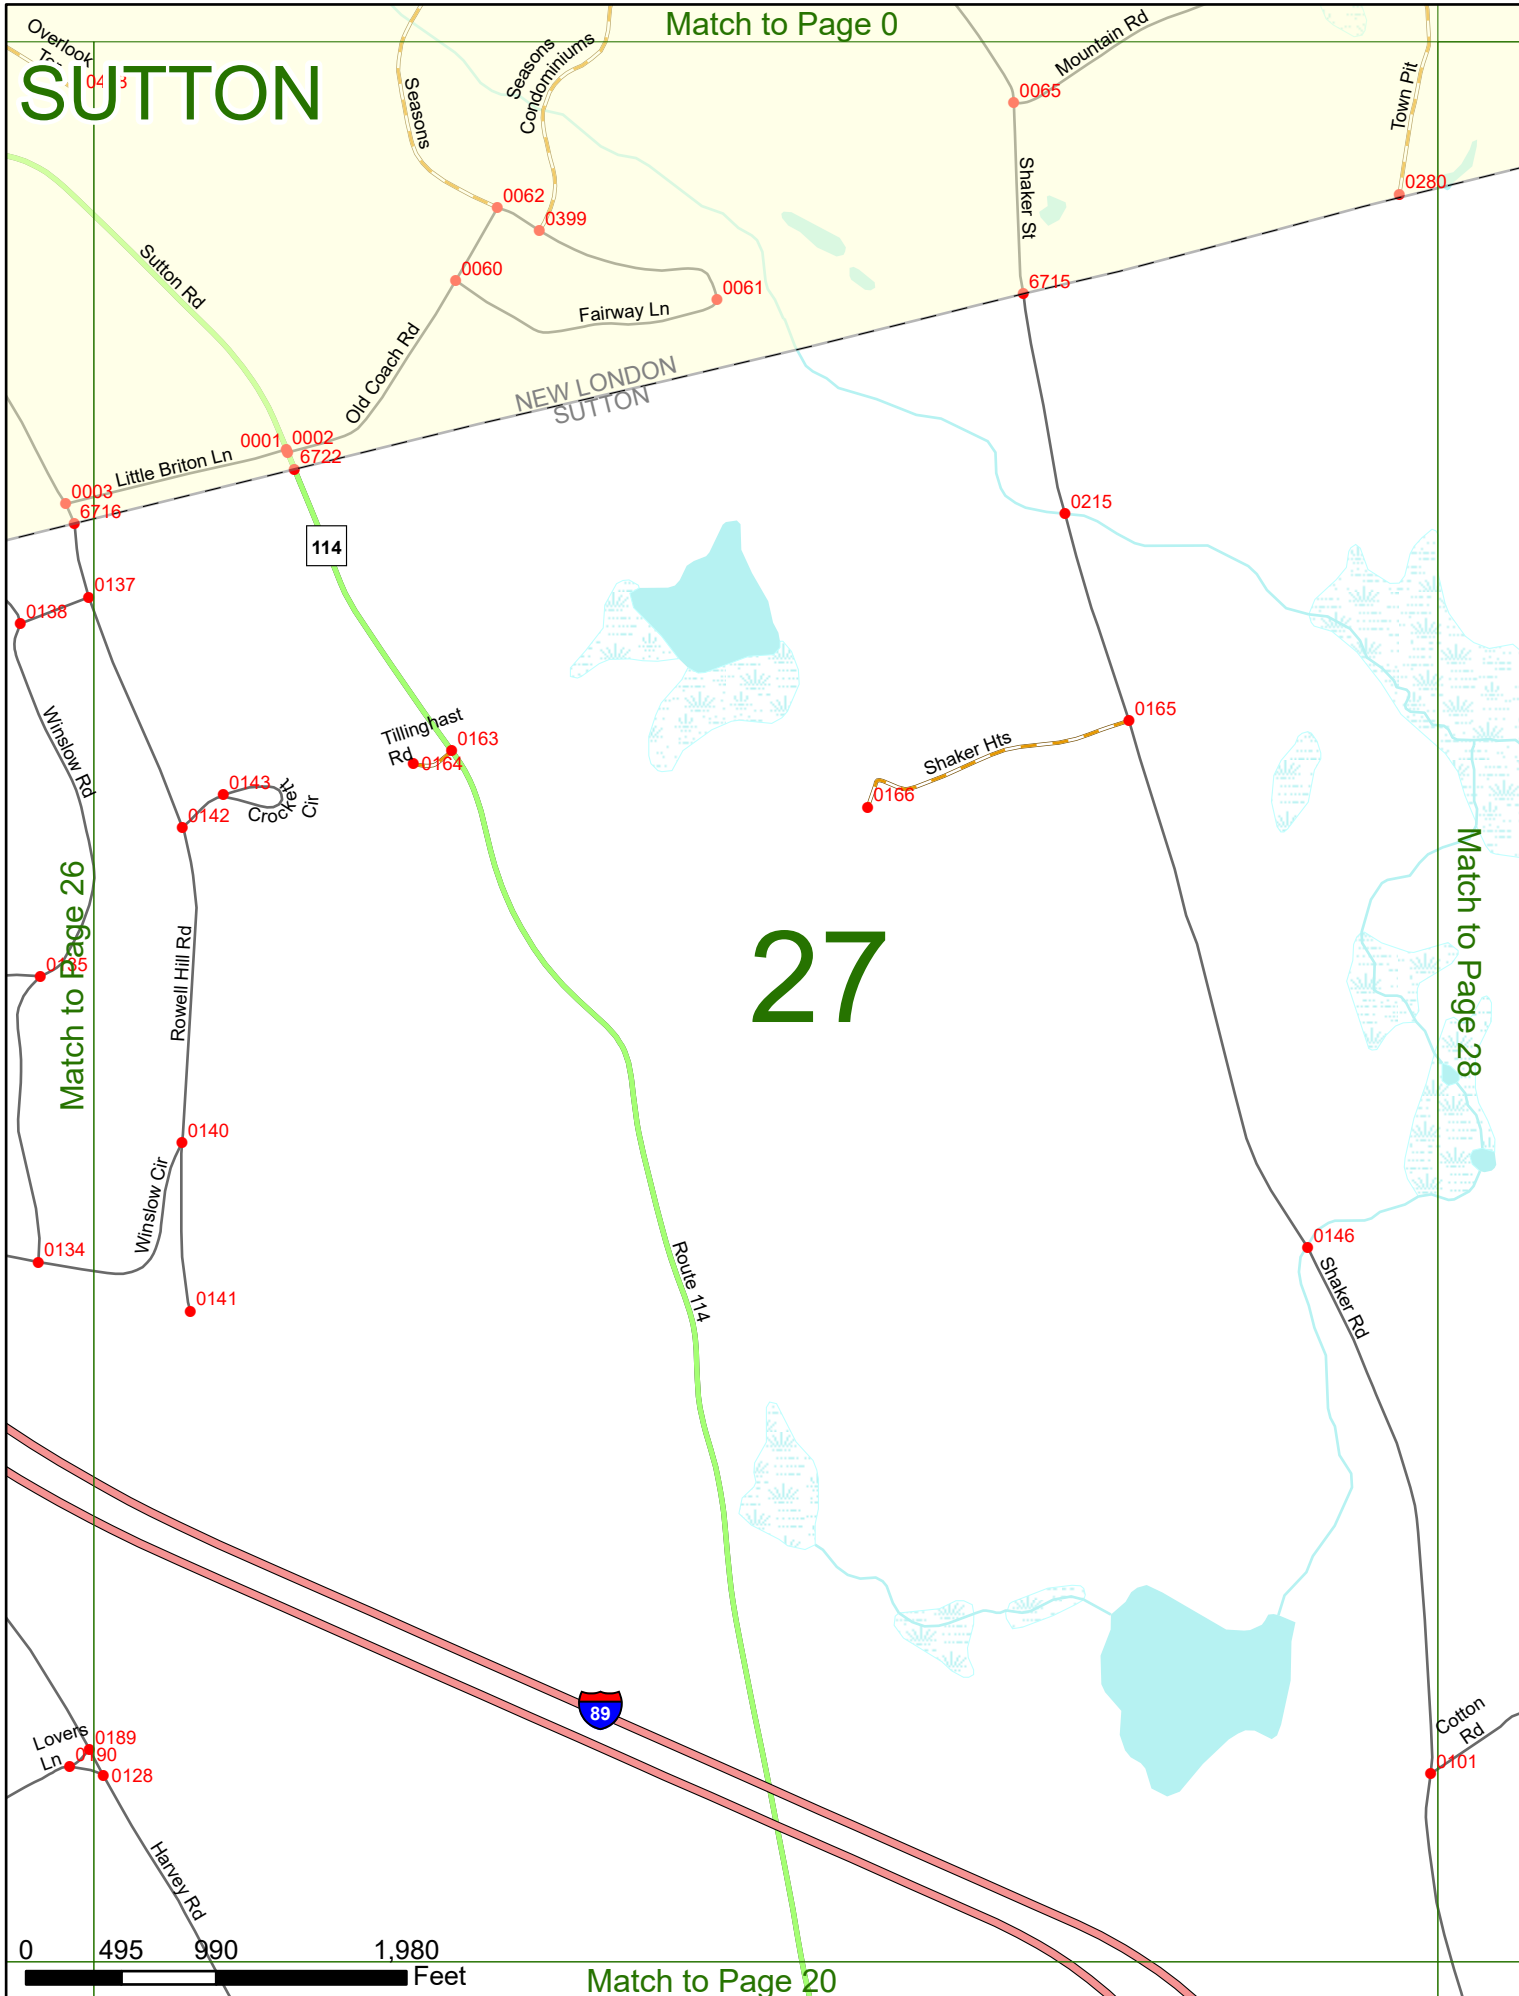 Match to Page 0
Overlook
SUTTON
Seasons
Seasons
Condominiums
Mountain Rd
0065
Town Pit
Shaker St
0280
0062
0399
Sutton Rd
0060
0061
6715
Fairway Ln
Old Coach Rd
NEW LONDON
SUTTON
0001
0002
6722
Little Briton Ln
0003
6716
0215
114
0137
0138
Winslow Rd
Tillinghast
Rd
0163
0164
0165
Shaker Hts
0166
0143
Crockett
Cir
0142
Match to Page 26
Match to Page 28
27
0135
Rowell Hill Rd
0140
Winslow Cir
0134
0141
Route 114
0146
Shaker Rd
89
Lovers
Ln
0189
0190
0128
Cotton
Rd
0101
Harvey Rd
0 495 990 1,980
Feet
Match to Page 20